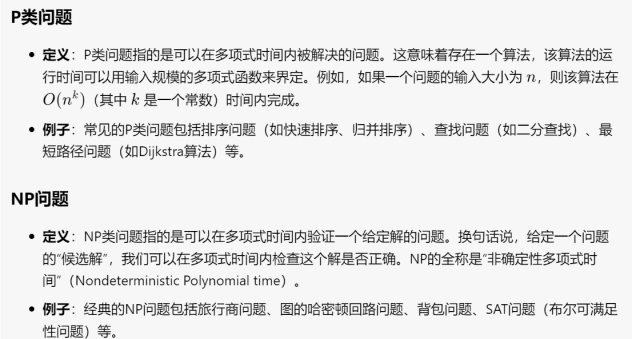 P类问题
• 定义：P类问题指的是可以在多项式时间内被解决的问题。这意味着存在一个算法，该算法的运
行时间可以用输入规模的多项式函数来界定。例如，如果一个问题的输入大小为 n，则该算法在
O(n^k)（其中 k 是一个常数）时间内完成。
• 例子：常见的P类问题包括排序问题（如快速排序、归并排序）、查找问题（如二分查找）、最
短路径问题（如Dijkstra算法）等。
NP问题
• 定义：NP类问题指的是可以在多项式时间内验证一个给定解的问题。换句话说，给定一个问题
的“候选解”，我们可以在多项式时间内检查这个解是否正确。NP的全称是“非确定性多项式时
间”（Nondeterministic Polynomial time）。
• 例子：经典的NP问题包括旅行商问题、图的哈密顿回路问题、背包问题、SAT问题（布尔可满足
性问题）等。